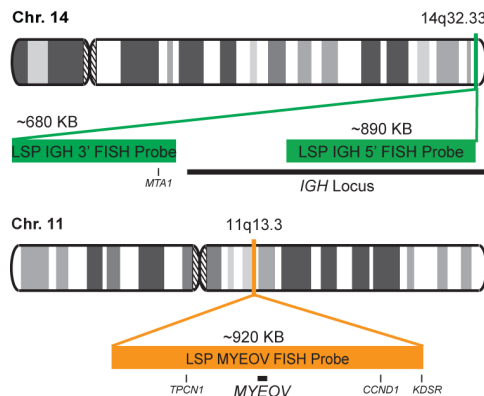 Chr. 14
14q32.33
~680 KB
~890 KB
LSP IGH 3’ FISH Probe
LSP IGH 5’ FISH Probe
MTA1
IGH Locus
Chr. 11
11q13.3
~920 KB
LSP MYEOV FISH Probe
TPCN1
MYEOV
CCND1
KDSR